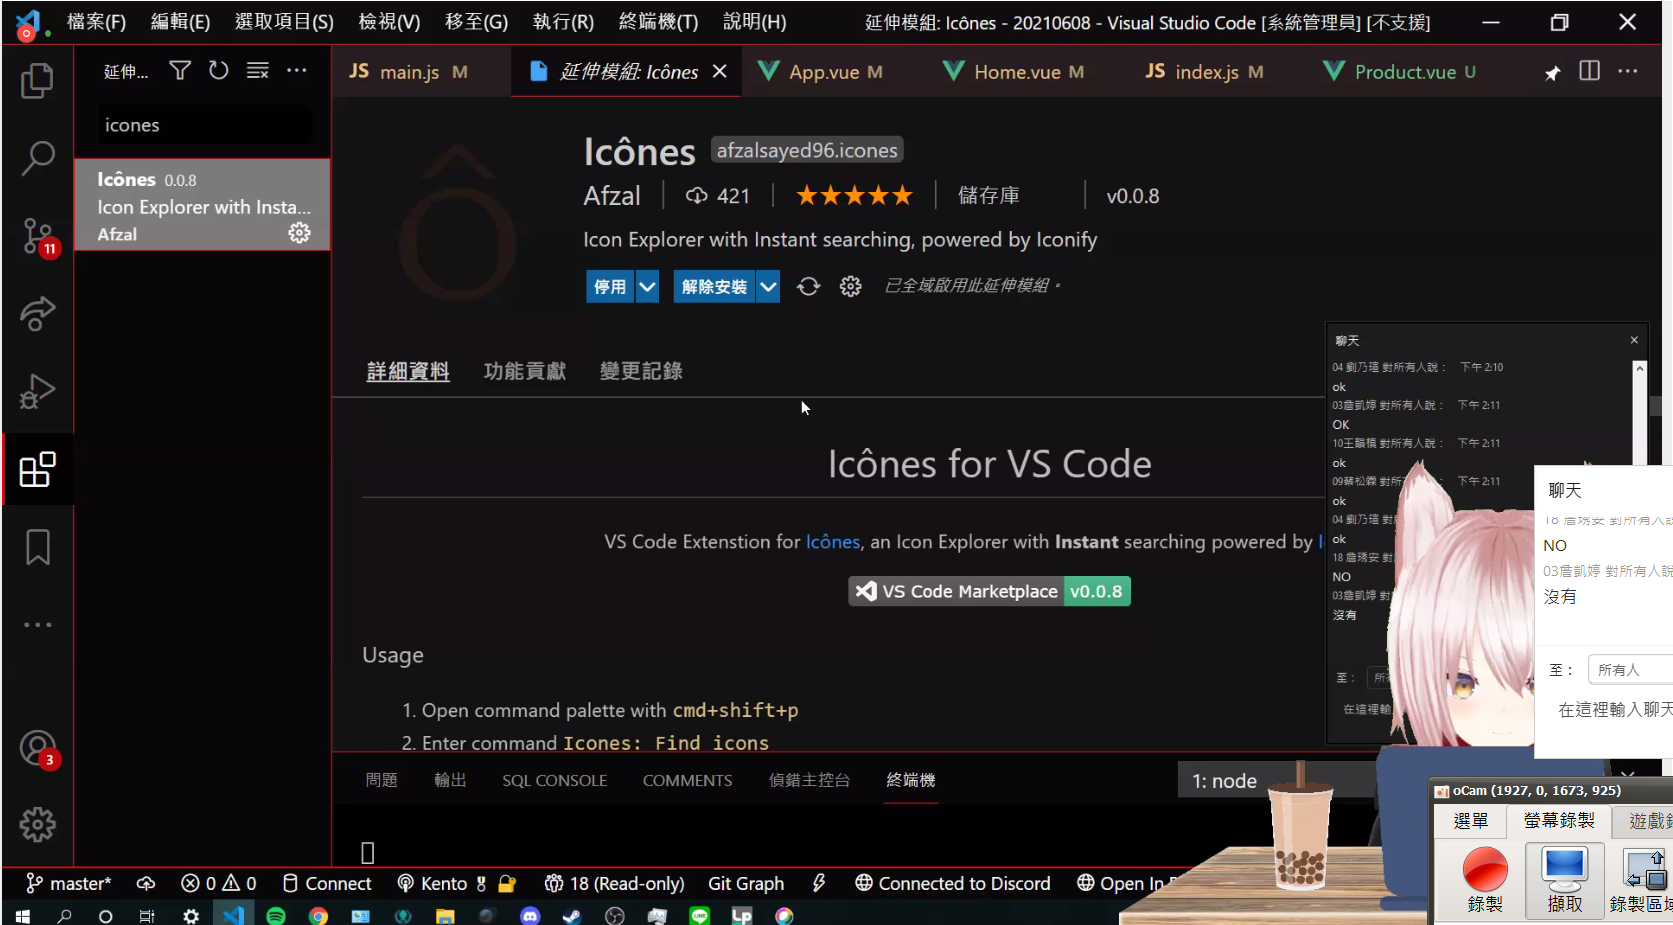 檔案(F) 編輯(E) 選取項目(S) 檢視(V) 移至(G) 執行(R) 終端機(T) 說明(H) 延伸模組: Icônes - 20210608 - Visual Studio Code [系統管理員] [不支援]
延伸...
JS main.js M
延伸模組: Icônes
App.vue M
Home.vue M
JS index.js M
Product.vue U
icones
Icônes 0.0.8
Icon Explorer with Insta...
Afzal
11
3
Icônes afzalsayed96.icones
Afzal 421 ★★★★★ 儲存庫 v0.0.8
Icon Explorer with Instant searching, powered by Iconify
停用 解除安裝 已全域啟用此延伸模組。
詳細資料 功能貢獻 變更記錄
Icônes for VS Code
VS Code Extenstion for Icônes, an Icon Explorer with Instant searching powered by
VS Code Marketplace v0.0.8
Usage
1. Open command palette with cmd+shift+p
2. Enter command Icones: Find icons
聊天
04 劉乃瑄 對所有人說： 下午 2:10
ok
03詹凱婷 對所有人說： 下午 2:11
OK
10王韻樍 對所有人說： 下午 2:11
ok
09蔡松霖 對所 下午 2:11
ok
04 劉乃瑄 對
ok
18 詹琇安 對
NO
03詹凱婷 對
沒有
至：
在這裡輸
聊天
18 詹琇安 對所有人說
NO
03詹凱婷 對所有人說
沒有
至： 所有人
在這裡輸入聊天
問題 輸出 SQL CONSOLE COMMENTS 偵錯主控台 終端機 1: node
oCam (1927, 0, 1673, 925)
選單 螢幕錄製 遊戲錄
錄製 擷取 錄製區域
master* 0 0 Connect Kento 18 (Read-only) Git Graph Connected to Discord Open In